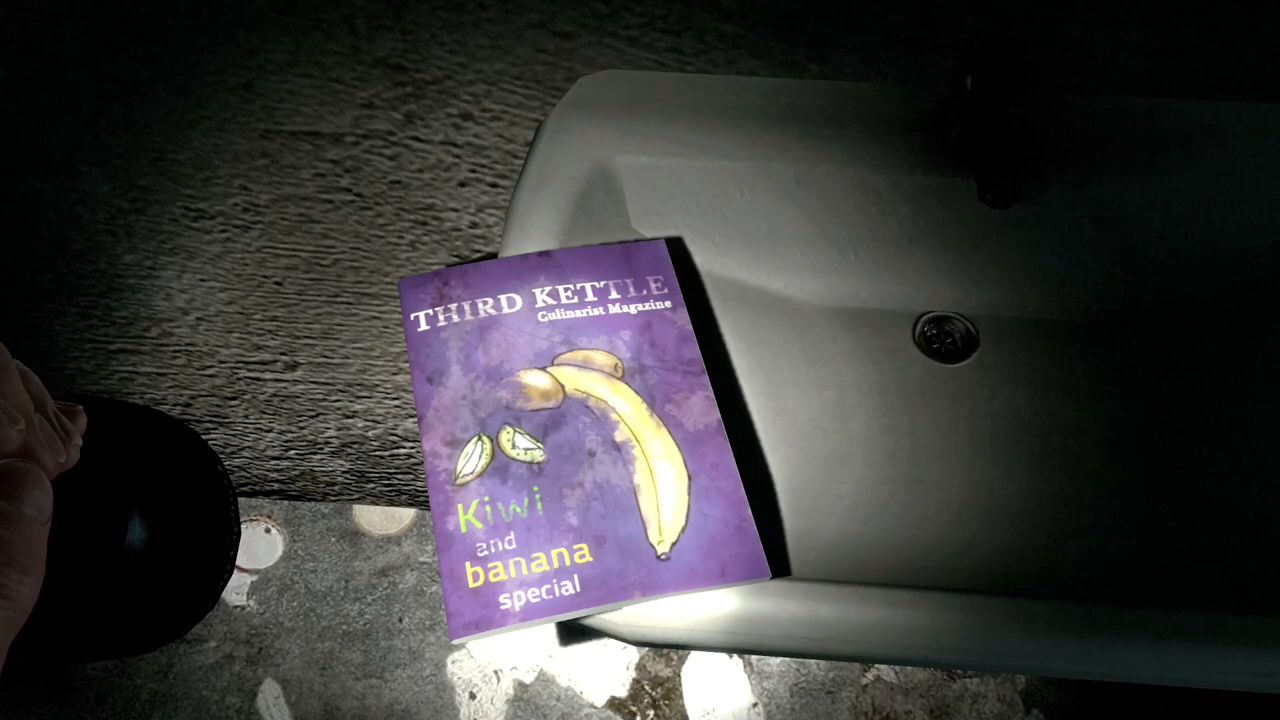 THIRD KETTLE
Culinarist Magazine
Kiwi
and
banana
special